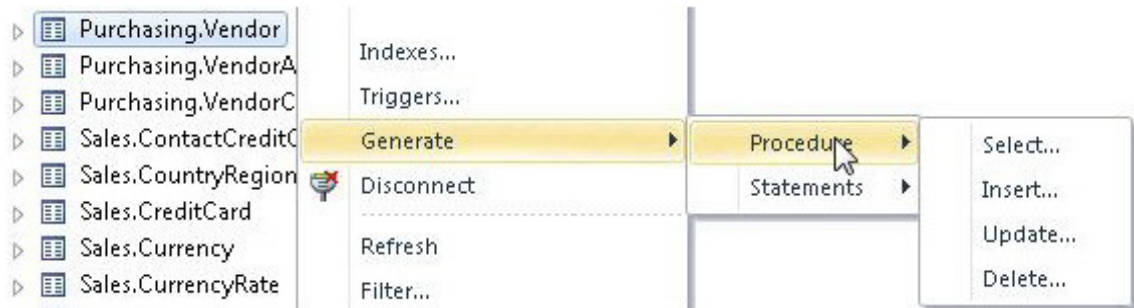 Purchasing.Vendor
Purchasing.VendorA
Purchasing.VendorC
Sales.ContactCreditC
Sales.CountryRegion
Sales.CreditCard
Sales.Currency
Sales.CurrencyRate
Indexes...
Triggers...
Generate
Disconnect
Refresh
Filter...
Procedure
Statements
Select...
Insert...
Update...
Delete...